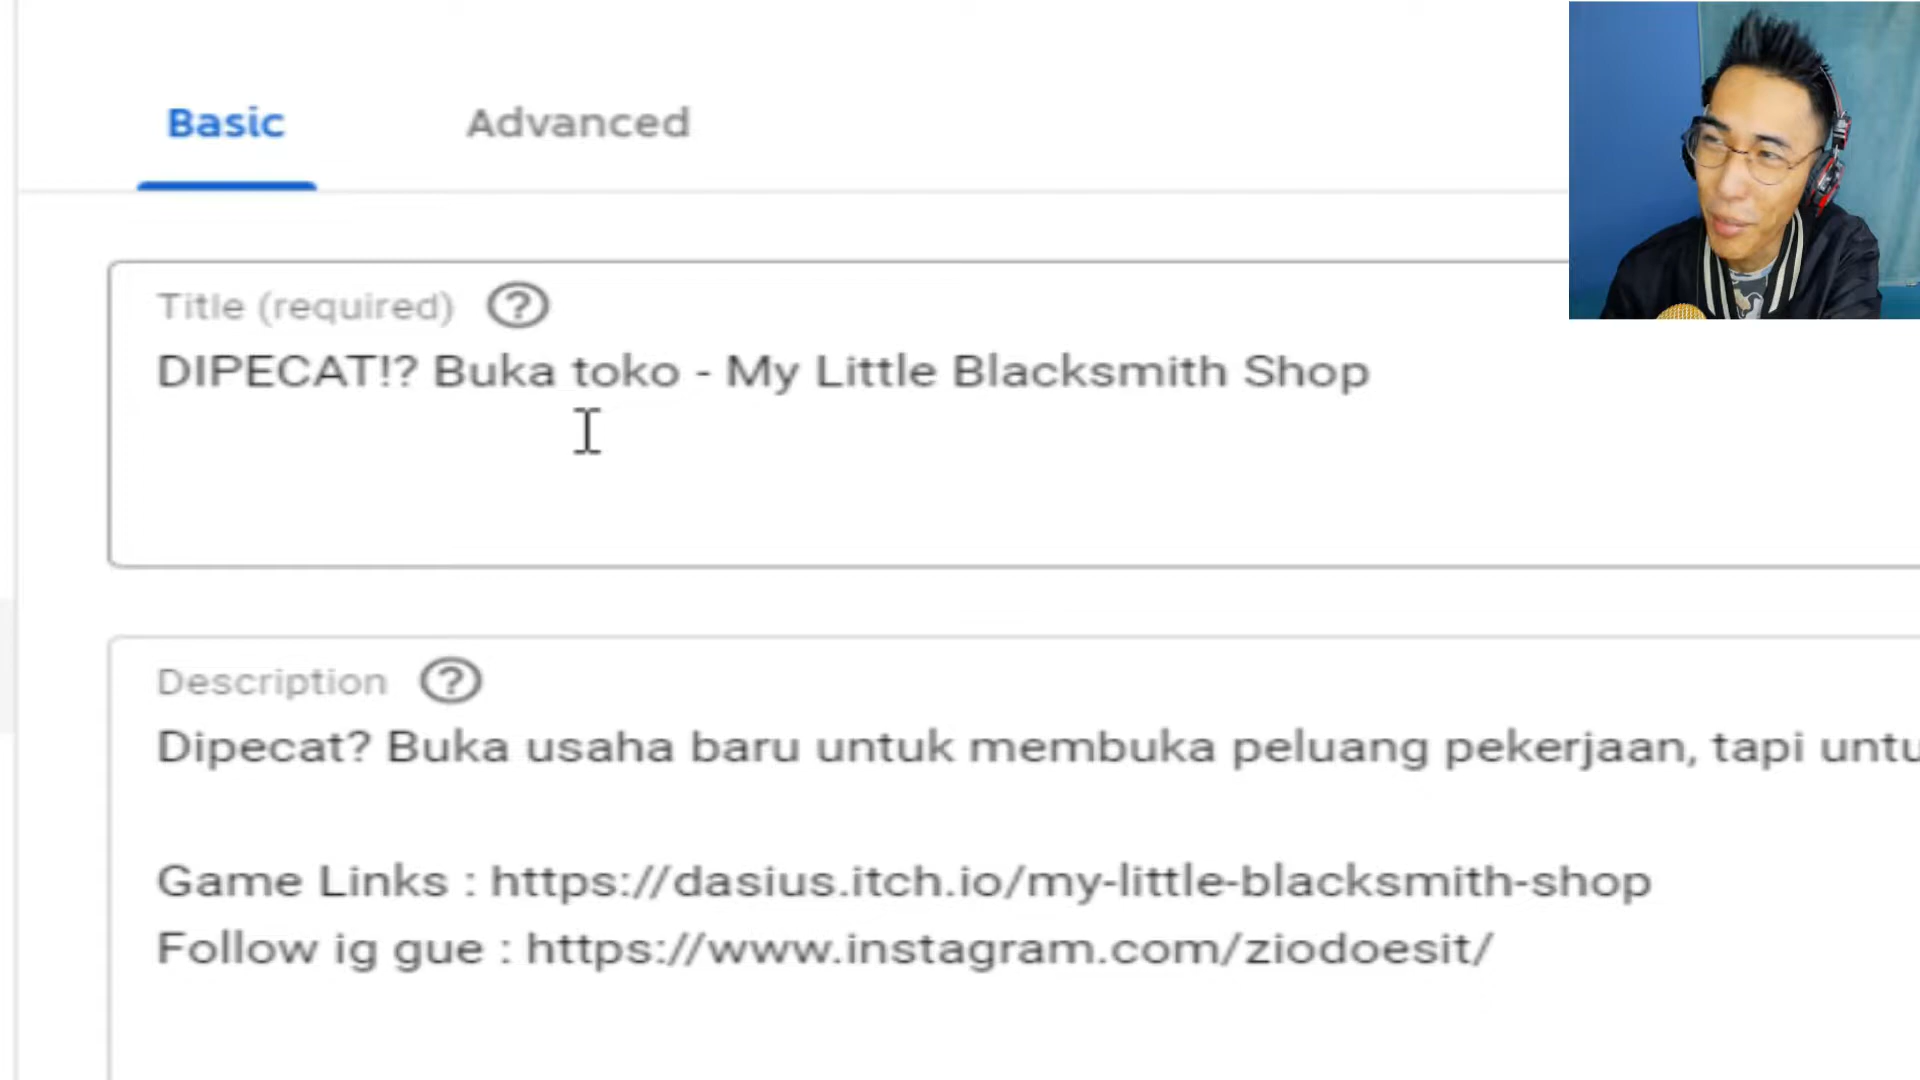 Basic Advanced
Title (required)
DIPECAT!? Buka toko - My Little Blacksmith Shop
Description
Dipecat? Buka usaha baru untuk membuka peluang pekerjaan, tapi untu
Game Links : https://dasius.itch.io/my-little-blacksmith-shop
Follow ig gue : https://www.instagram.com/ziodoesit/